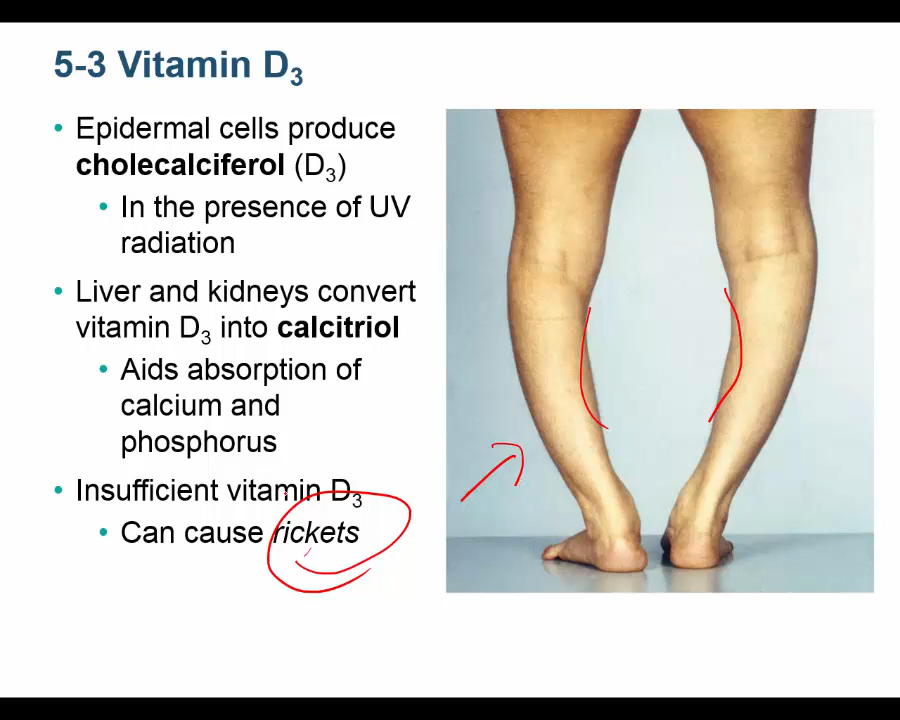 5-3 Vitamin D₃
• Epidermal cells produce
cholecalciferol (D₃)
• In the presence of UV
radiation
• Liver and kidneys convert
vitamin D₃ into calcitriol
• Aids absorption of
calcium and
phosphorus
• Insufficient vitamin D₃
• Can cause rickets